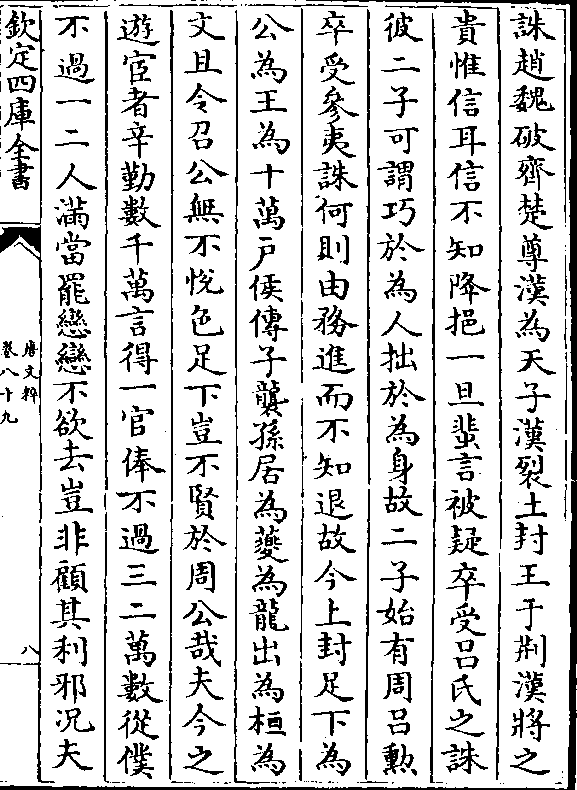 誅趙魏破齊楚尊漢為天子漢裂土封王于荆漢將之
貴惟信耳信不知降挹一旦蜚言被疑卒受吕氏之誅
彼二子可謂巧於為人拙於為身故二子始有周吕勲
卒受參夷誅何則由務進而不知退故今上封足下為
公為王為十萬戸侯傳子襲孫居為夔為龍出為桓為
文且令召公無不悅色足下豈不賢於周公哉夫今之
遊宦者辛勤數千萬言得一官俸不過三二萬數從僕
不過一二人滿當罷戀戀不欲去豈非顧其利邪况夫
欽定四庫全書
唐文粹
卷八十九
八